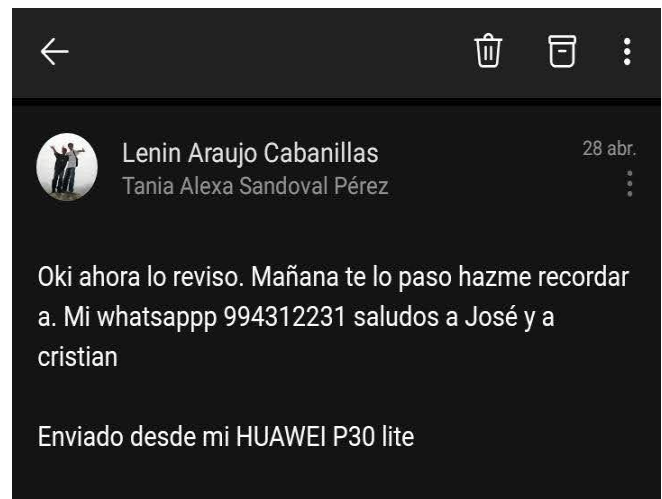 Lenin Araujo Cabanillas
28 abr.
Tania Alexa Sandoval Pérez
Oki ahora lo reviso. Mañana te lo paso hazme recordar
a. Mi whatsappp 994312231 saludos a José y a
cristian
Enviado desde mi HUAWEI P30 lite